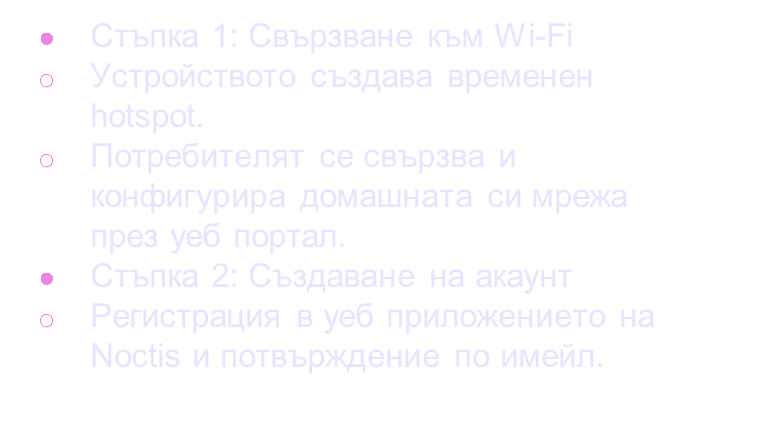 Стъпка 1: Свързване към Wi-Fi
Устройството създава временен
hotspot.
Потребителят се свързва и
конфигурира домашната си мрежа
през уеб портал.
Стъпка 2: Създаване на акаунт
Регистрация в уеб приложението на
Noctis и потвърждение по имейл.